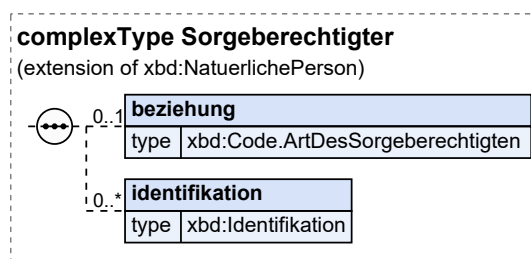 complexType Sorgeberechtigter
(extension of xbd:NatuerlichePerson)
0..1 beziehung
type xbd:Code.ArtDesSorgeberechtigten
0..* identifikation
type xbd:Identifikation